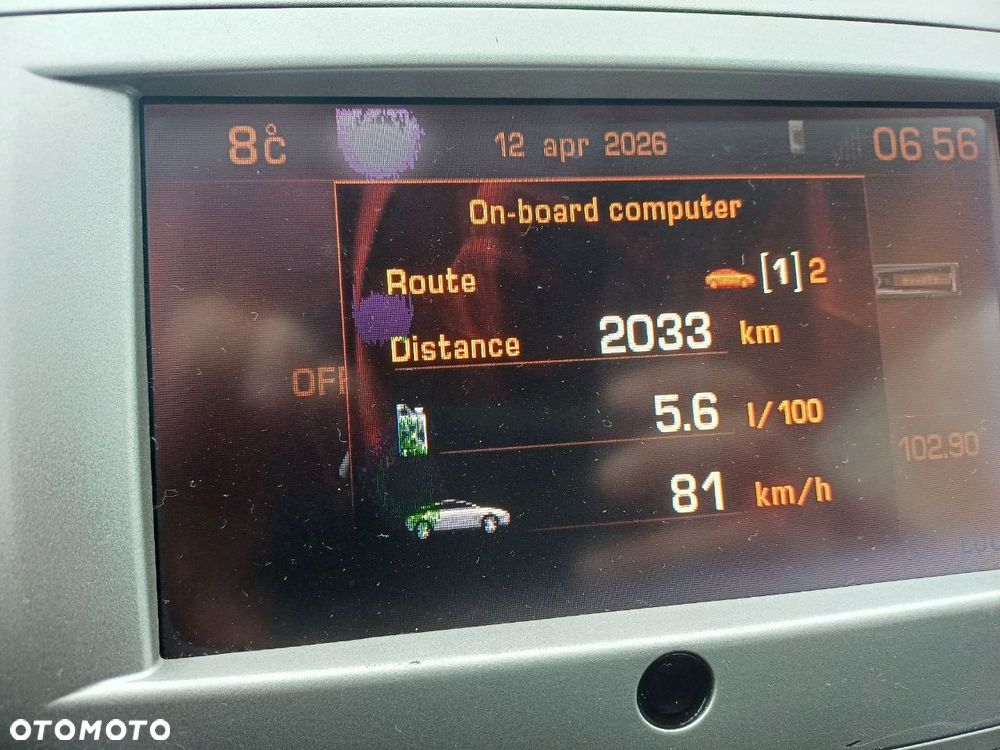 8°C 12 apr 2026 06 56
On-board computer
Route [1] 2
Distance 2033 km
OFF
5.6 l/100
102.90
81 km/h
OTOMOTO